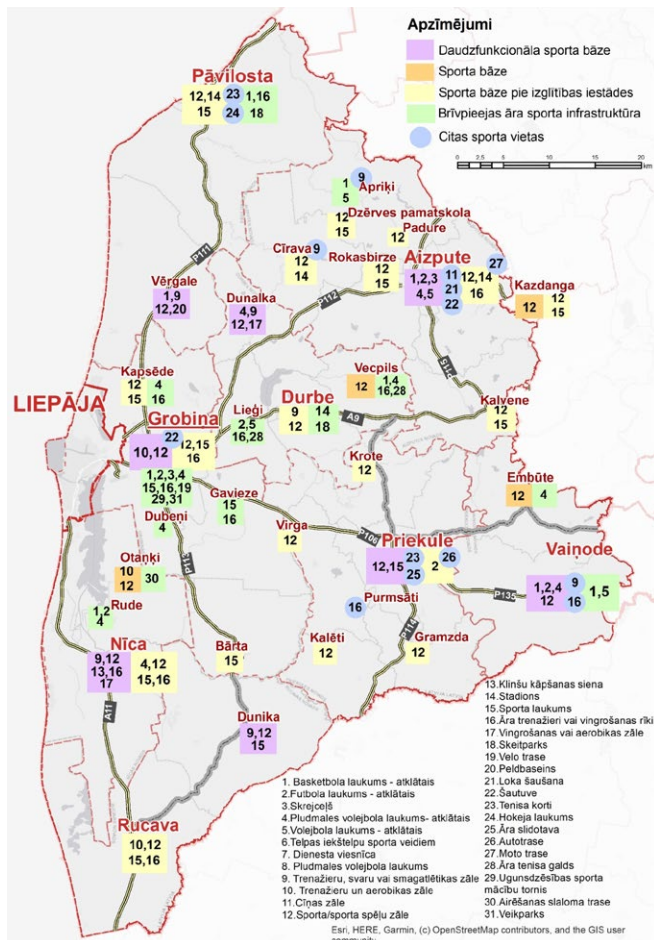 Apzīmējumi
Daudzfunkcionāla sporta bāze
Sporta bāze
Sporta bāze pie izglītības iestādes
Brīvpieejas āra sporta infrastruktūra
Citas sporta vietas
0 2,5 5 10 15 20
km
Pāvilosta
12,14
15
23
24
1,16
18
9
1
5
Apriķi
Dzērves pamatskola
12
15
Padure
12
Cīrava
9
12
14
Rokasbirze
12
15
Aizpute
1,2,3
4,5
11
21
22
12,14
16
27
Kazdanga
12
12
15
P111
P112
P115
Vērgale
1,9
12,20
Dunalka
4,9
12,17
Kapsēde
12
15
4
16
LIEPĀJA
Vecpils
12
1,4
16,28
Durbe
9
12
14
18
Lieģi
2,5
16,28
A9
Kalvene
12
15
Grobiņa
22
10,12
12,15
16
1,2,3,4
15,16,19
29,31
Krote
12
Embūte
12
4
Gavieze
15
16
Dubeņi
4
Virga
12
P106
P113
Priekule
12,15
23
25
26
2
Vaiņode
1,2,4
12
9
16
1,5
P135
Otaņķi
10
12
30
Rude
1,2
4
Purmsāti
16
P114
Nīca
9,12
13,16
17
4,12
15,16
Bārta
15
Kalēti
12
Gramzda
12
A11
Dunika
9,12
15
Rucava
10,12
15,16
1. Basketbola laukums - atklātais
2.Futbola laukums - atklātais
3.Skrejceļš
4.Pludmales volejbola laukums- atklātais
5.Volejbola laukums - atklātais
6.Telpas iekštelpu sporta veidiem
7. Dienesta viesnīca
8. Pludmales volejbola laukums
9. Trenažieru, svaru vai smagatlētikas zāle
10. Trenažieru un aerobikas zāle
11.Cīņas zāle
12.Sporta/sporta spēļu zāle
13.Klinšu kāpšanas siena
14.Stadions
15.Sporta laukums
16.Āra trenažieri vai vingrošanas rīki
17.Vingrošanas vai aerobikas zāle
18.Skeitparks
19.Velo trase
20.Peldbaseins
21.Loka šaušana
22.Šautuve
23.Tenisa korti
24.Hokeja laukums
25.Āra slidotava
26.Autotrase
27.Moto trase
28.Āra tenisa galds
29.Ugunsdzēsības sporta
mācību tornis
30.Airēšanas slaloma trase
31.Veikparks
Esri, HERE, Garmin, (c) OpenStreetMap contributors, and the GIS user
community